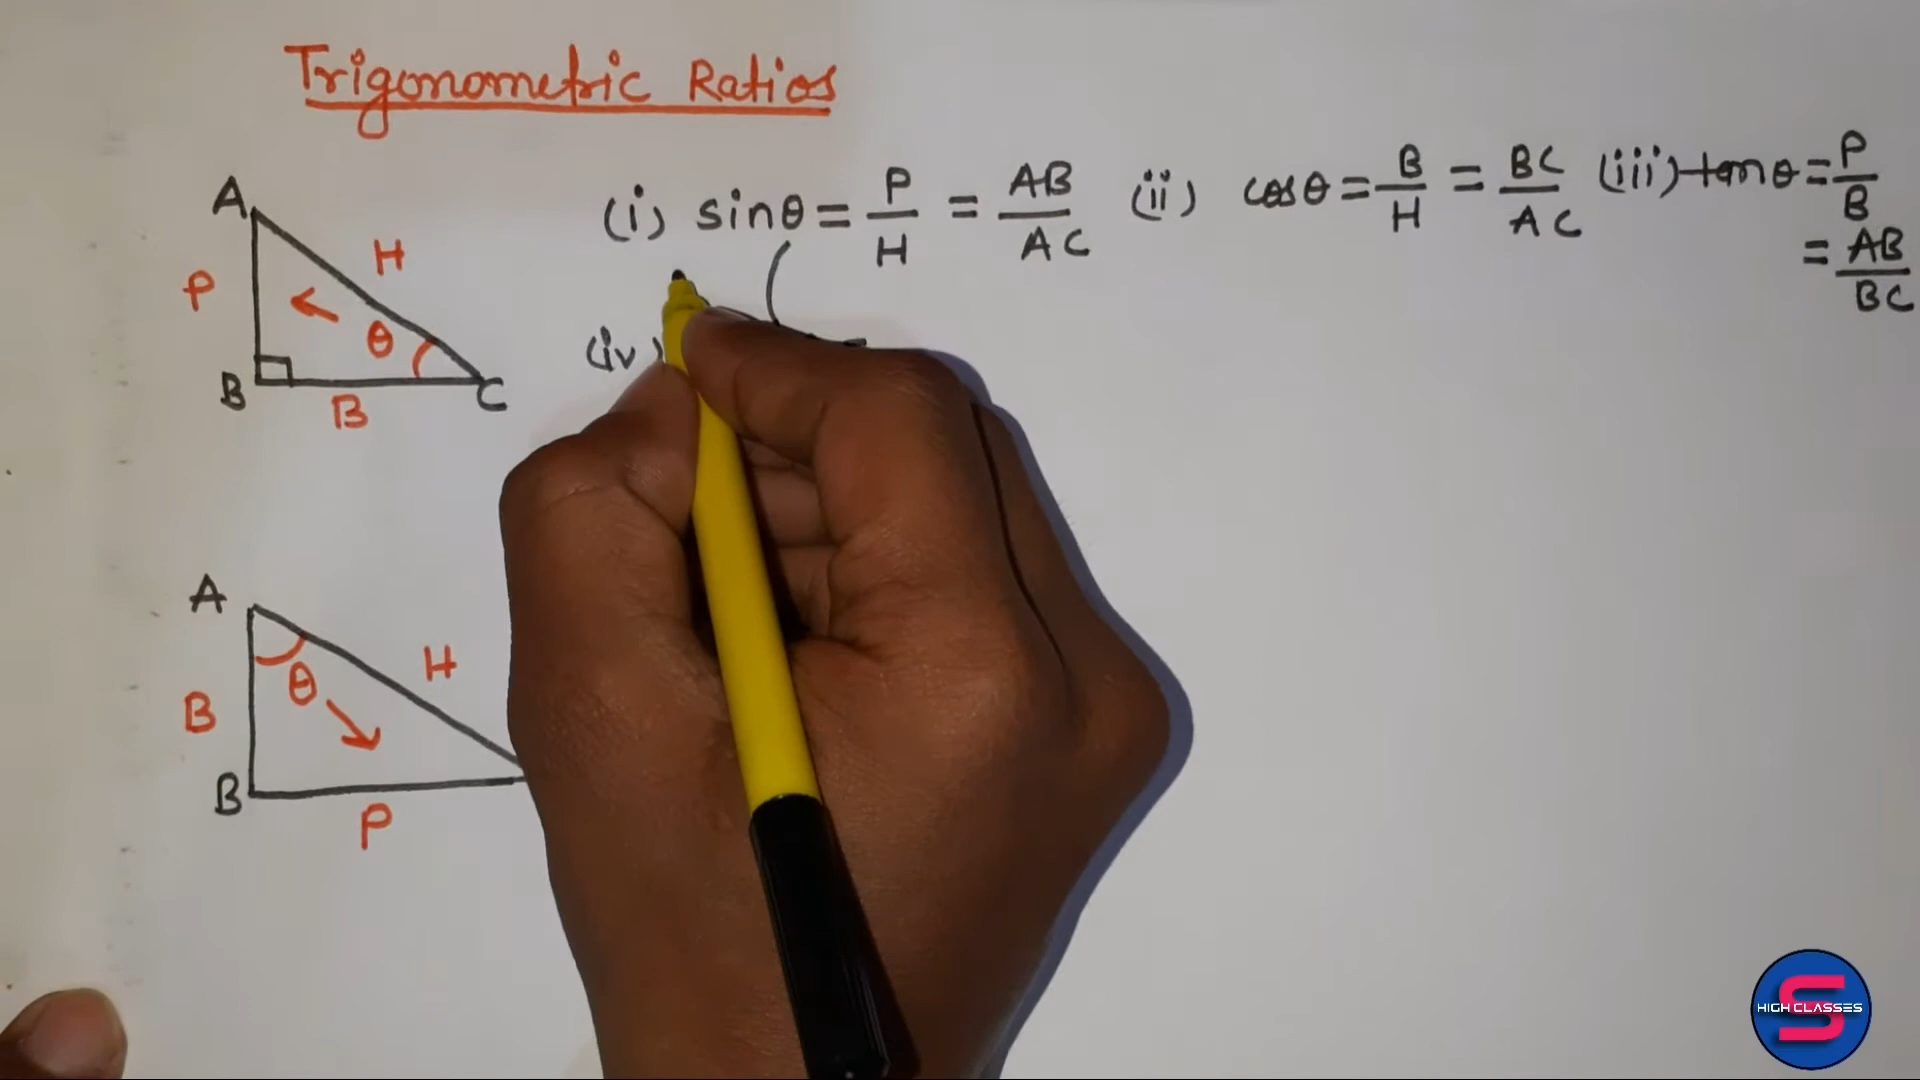 Trigonometric Ratios
(i) sinθ = P/H = AB/AC (ii) cosθ = B/H = BC/AC (iii) tanθ = P/B
= AB/BC
(iv)
A
H
P
θ
B
B
C
A
H
θ
B
B
P
S
HIGH CLASSES